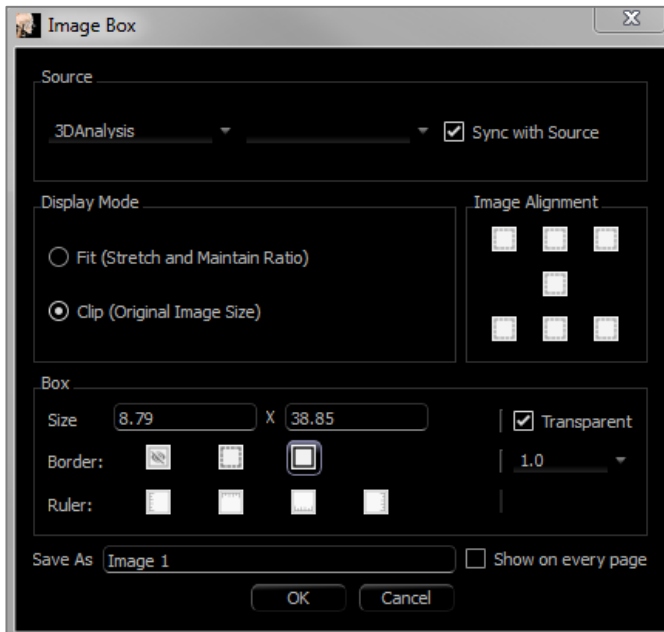 Image Box
Source
3DAnalysis
Sync with Source
Display Mode
Image Alignment
Fit (Stretch and Maintain Ratio)
Clip (Original Image Size)
Box
Size 8.79 X 38.85 Transparent
Border: 1.0
Ruler:
Save As Image 1 Show on every page
OK Cancel